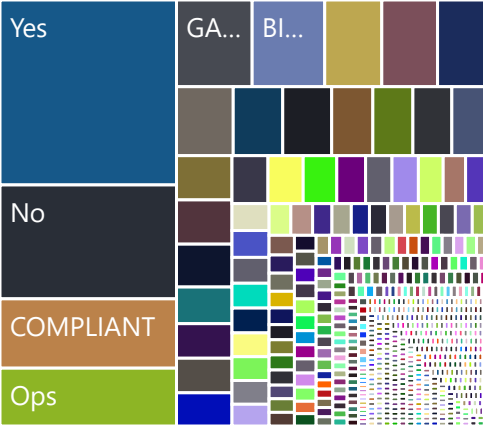 Yes
GA...
BI...
No
COMPLIANT
Ops